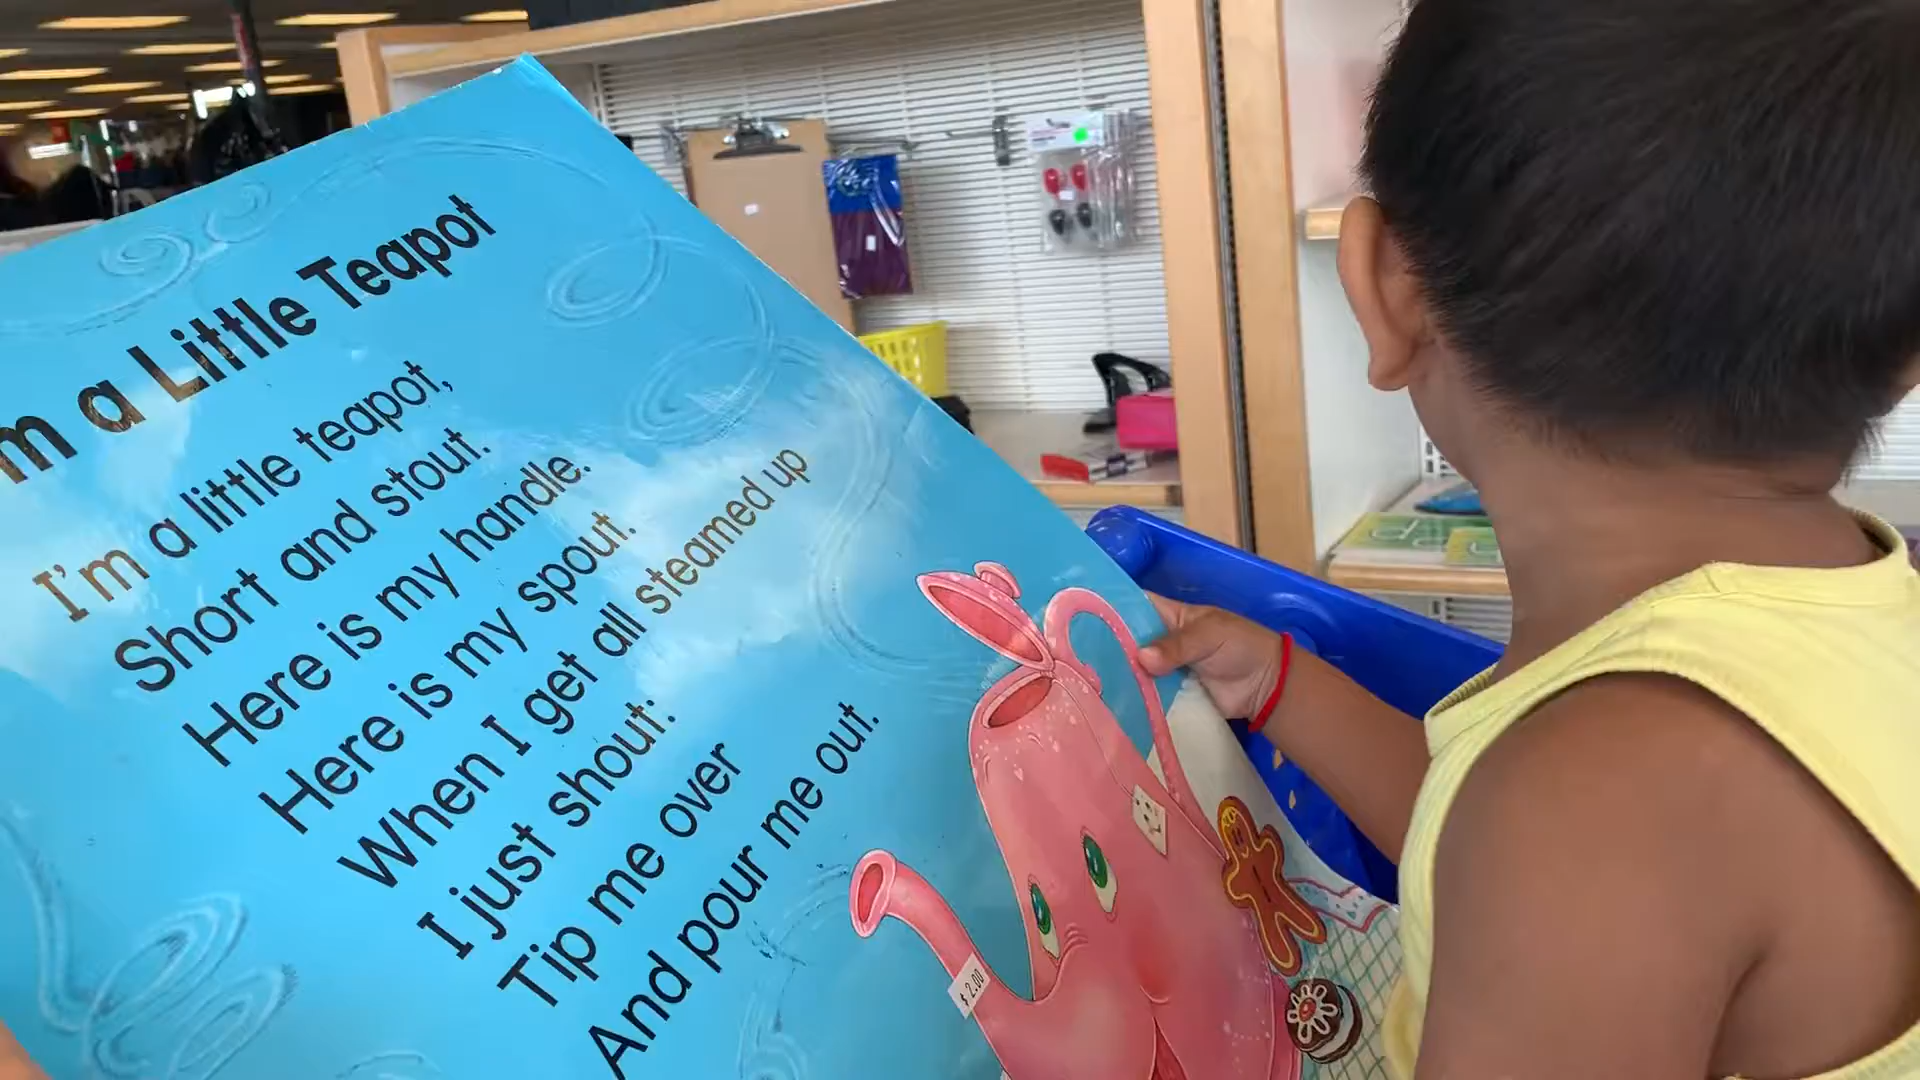 m a Little Teapot
I'm a little teapot,
Short and stout.
Here is my handle.
Here is my spout.
When I get all steamed up
I just shout:
Tip me over
And pour me out.
$ 2.00